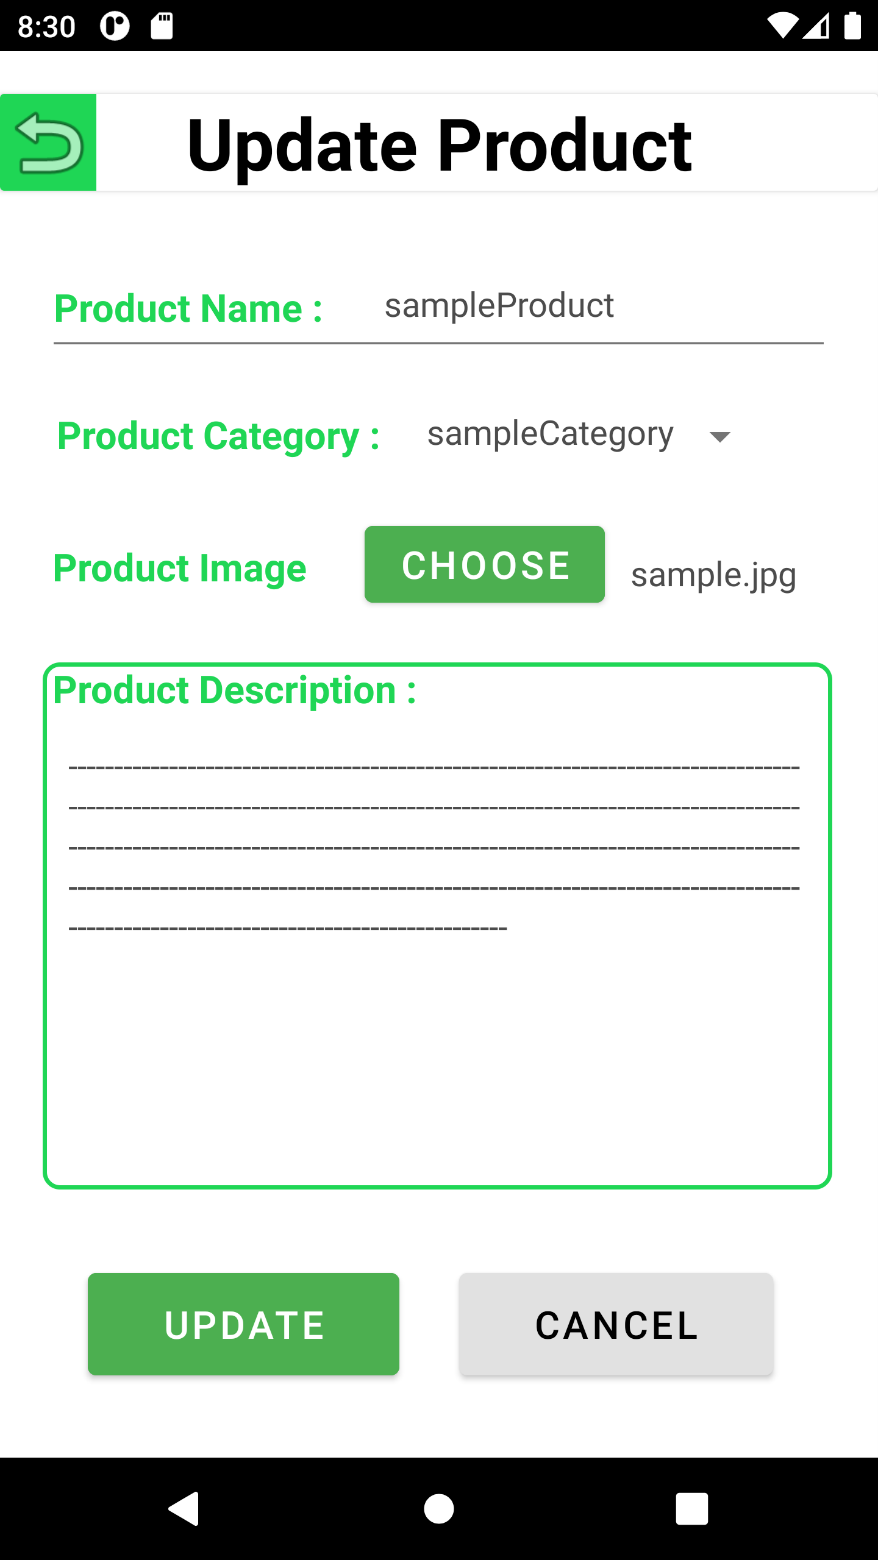 8:30
Update Product
Product Name : sampleProduct
Product Category : sampleCategory
Product Image CHOOSE sample.jpg
Product Description :
--------------------------------------------------------------------------------
--------------------------------------------------------------------------------
--------------------------------------------------------------------------------
--------------------------------------------------------------------------------
------------------------------------------------
UPDATE CANCEL